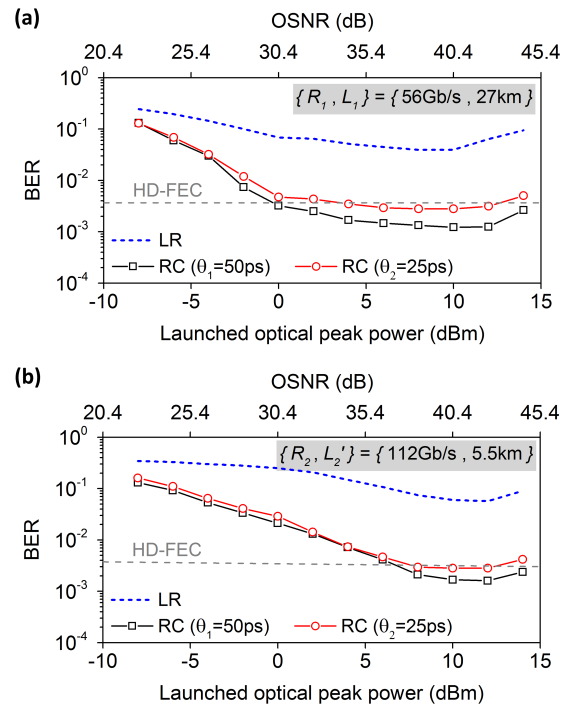 (a)
OSNR (dB)
20.4 25.4 30.4 35.4 40.4 45.4
10⁰
{ R₁ , L₁ } = { 56Gb/s , 27km }
10⁻¹
BER
10⁻²
HD-FEC
10⁻³
LR
RC (θ₁=50ps) RC (θ₂=25ps)
10⁻⁴
-10 -5 0 5 10 15
Launched optical peak power (dBm)
(b)
OSNR (dB)
20.4 25.4 30.4 35.4 40.4 45.4
10⁰
{ R₂ , L₂' } = { 112Gb/s , 5.5km }
10⁻¹
BER
10⁻²
HD-FEC
10⁻³
LR
RC (θ₁=50ps) RC (θ₂=25ps)
10⁻⁴
-10 -5 0 5 10 15
Launched optical peak power (dBm)